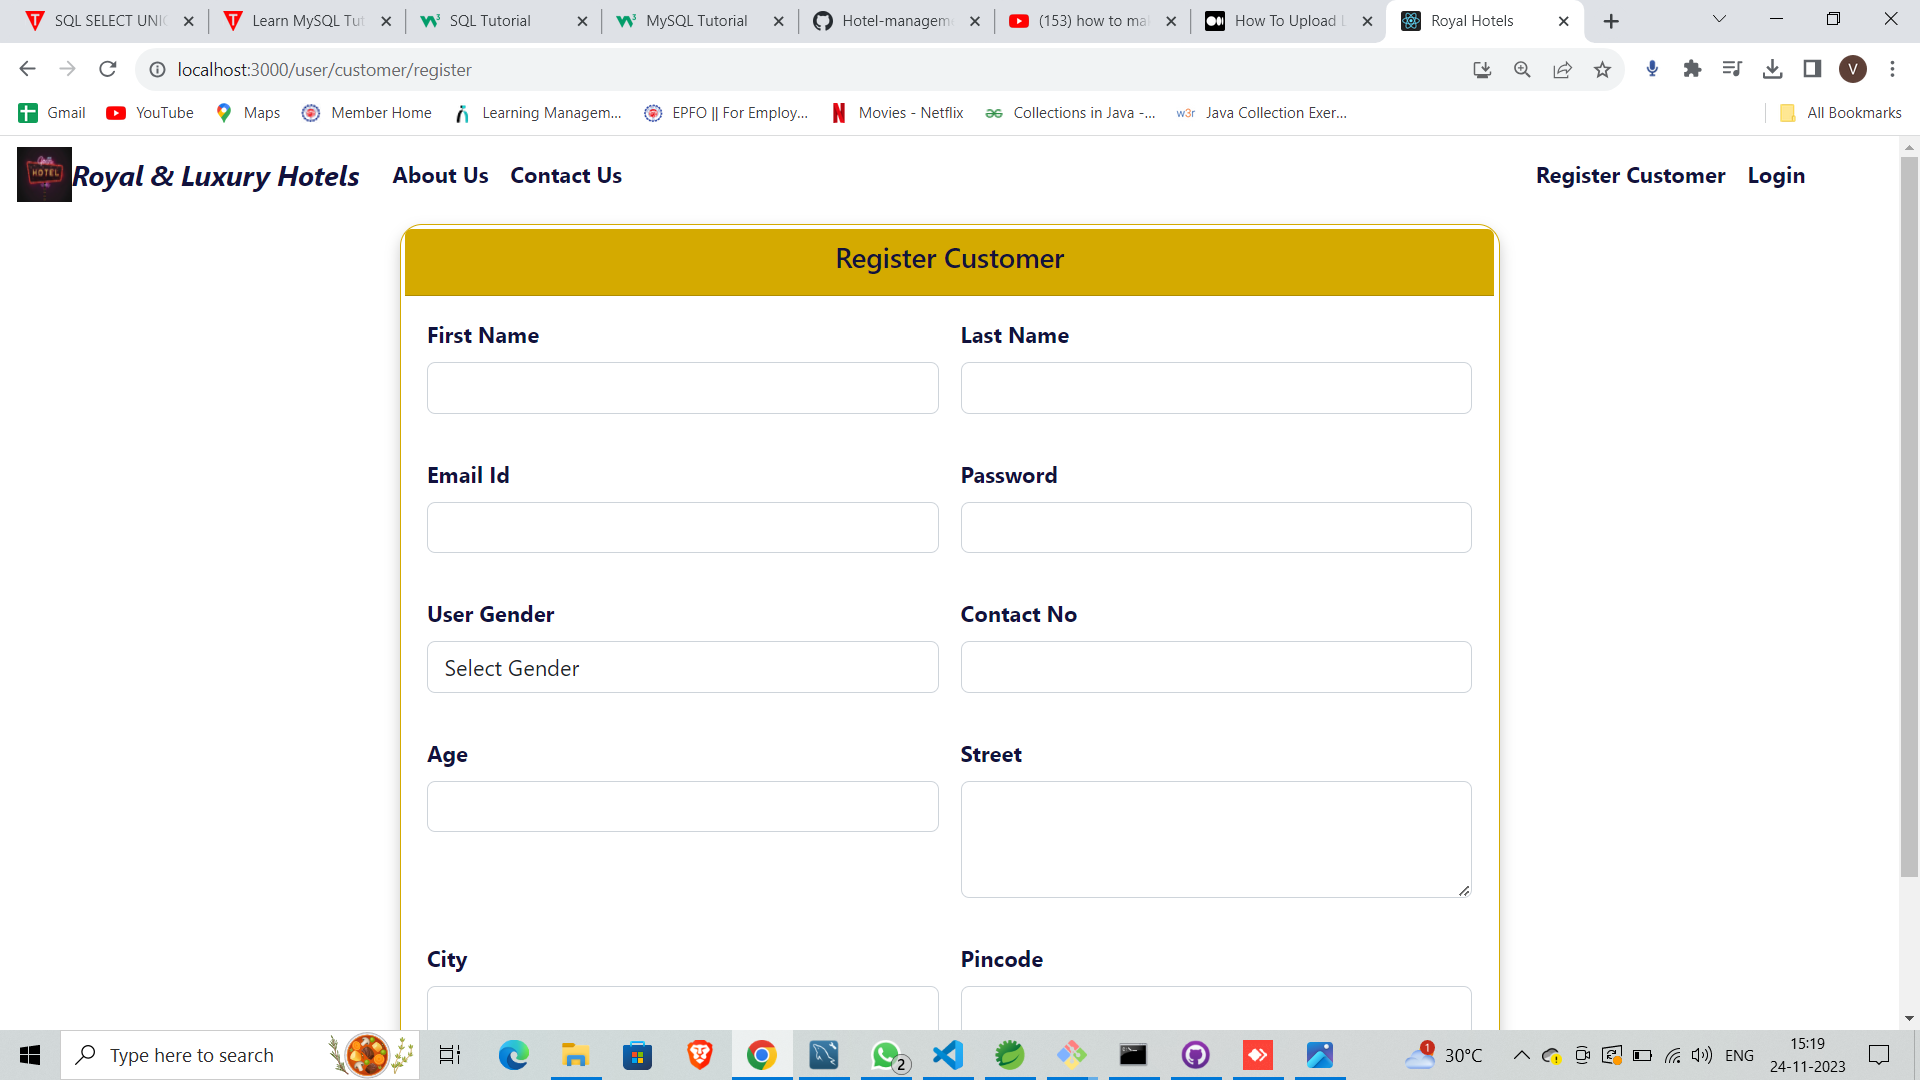 SQL SELECT UNIC
Learn MySQL Tut
SQL Tutorial
MySQL Tutorial
Hotel-managem
(153) how to mak
How To Upload
Royal Hotels
localhost:3000/user/customer/register
V
Gmail
YouTube
Maps
Member Home
Learning Managem...
EPFO || For Employ...
Movies - Netflix
Collections in Java -...
w3r
Java Collection Exer...
All Bookmarks
HOTEL
Royal & Luxury Hotels
About Us
Contact Us
Register Customer
Login
Register Customer
First Name
Last Name
Email Id
Password
User Gender
Contact No
Select Gender
Age
Street
City
Pincode
Type here to search
2
1
30°C
ENG
15:19
24-11-2023